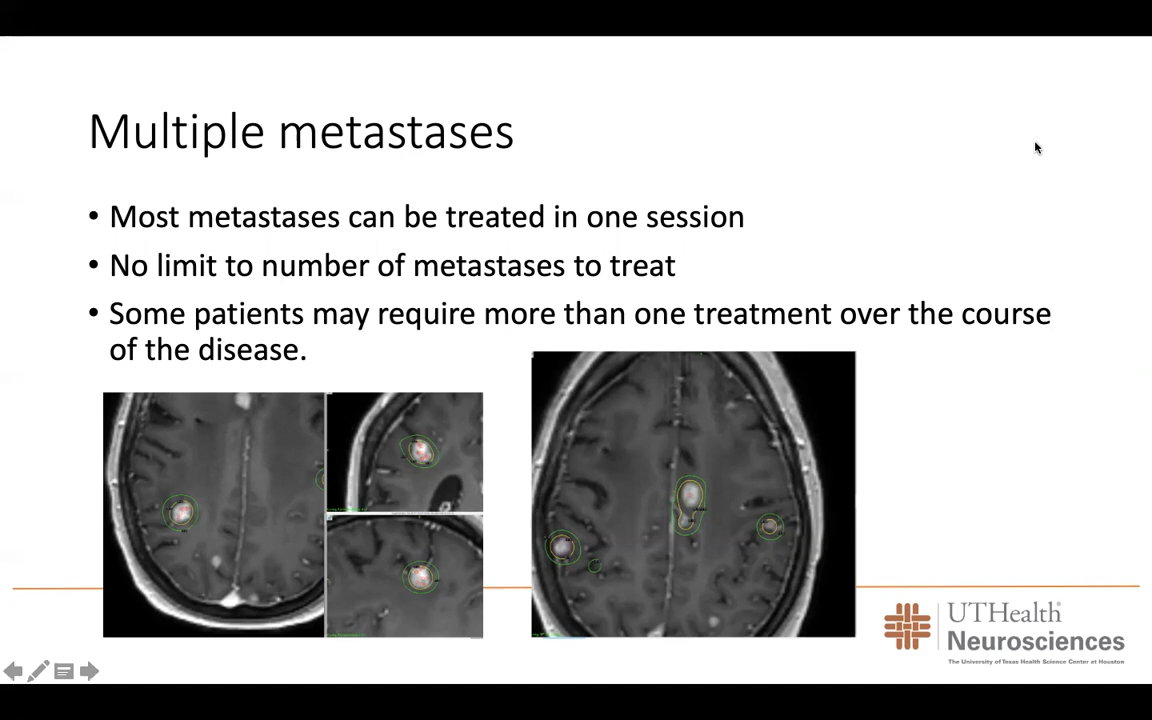 Multiple metastases
• Most metastases can be treated in one session
• No limit to number of metastases to treat
• Some patients may require more than one treatment over the course
of the disease.
UTHealth
Neurosciences
The University of Texas Health Science Center at Houston